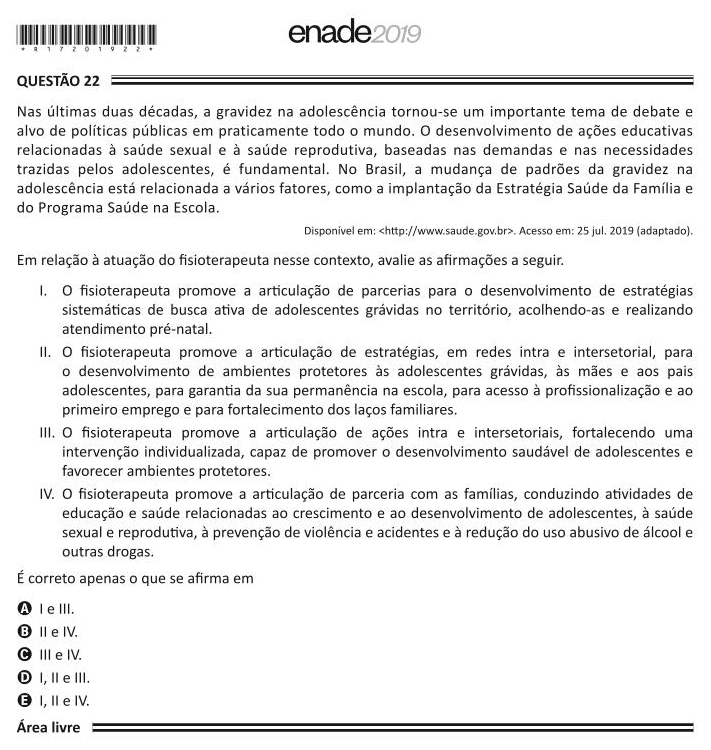 enade2019
*R1720192 2*
QUESTÃO 22
Nas últimas duas décadas, a gravidez na adolescência tornou-se um importante tema de debate e
alvo de políticas públicas em praticamente todo o mundo. O desenvolvimento de ações educativas
relacionadas à saúde sexual e à saúde reprodutiva, baseadas nas demandas e nas necessidades
trazidas pelos adolescentes, é fundamental. No Brasil, a mudança de padrões da gravidez na
adolescência está relacionada a vários fatores, como a implantação da Estratégia Saúde da Família e
do Programa Saúde na Escola.
Disponível em: <http://www.saude.gov.br>. Acesso em: 25 jul. 2019 (adaptado).
Em relação à atuação do fisioterapeuta nesse contexto, avalie as afirmações a seguir.
I. O fisioterapeuta promove a articulação de parcerias para o desenvolvimento de estratégias
sistemáticas de busca ativa de adolescentes grávidas no território, acolhendo-as e realizando
atendimento pré-natal.
II. O fisioterapeuta promove a articulação de estratégias, em redes intra e intersetorial, para
o desenvolvimento de ambientes protetores às adolescentes grávidas, às mães e aos pais
adolescentes, para garantia da sua permanência na escola, para acesso à profissionalização e ao
primeiro emprego e para fortalecimento dos laços familiares.
III. O fisioterapeuta promove a articulação de ações intra e intersetoriais, fortalecendo uma
intervenção individualizada, capaz de promover o desenvolvimento saudável de adolescentes e
favorecer ambientes protetores.
IV. O fisioterapeuta promove a articulação de parceria com as famílias, conduzindo atividades de
educação e saúde relacionadas ao crescimento e ao desenvolvimento de adolescentes, à saúde
sexual e reprodutiva, à prevenção de violência e acidentes e à redução do uso abusivo de álcool e
outras drogas.
É correto apenas o que se afirma em
A I e III.
B II e IV.
C III e IV.
D I, II e III.
E I, II e IV.
Área livre